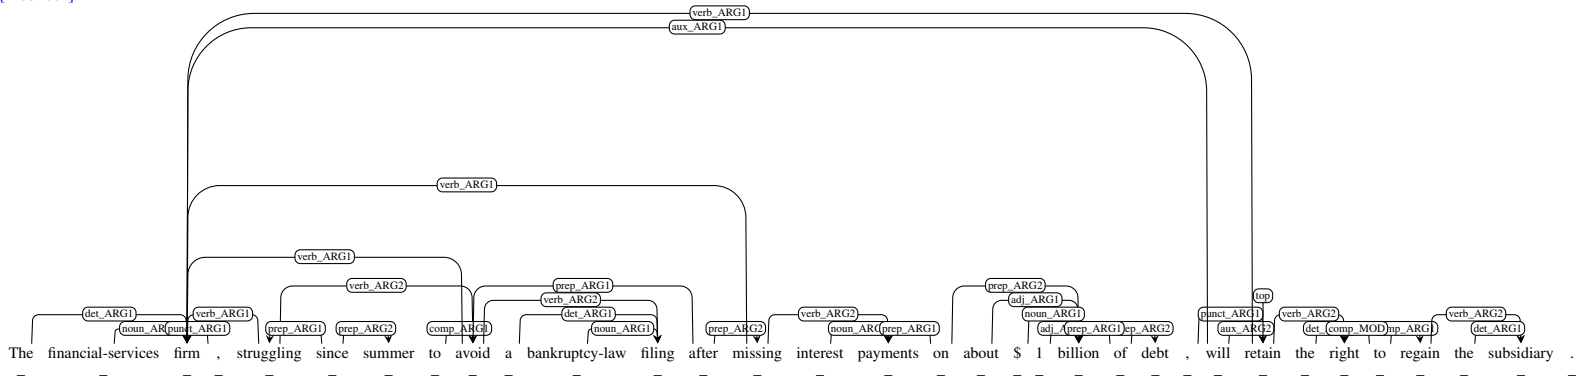 verb_ARG1
aux_ARG1
verb_ARG1
verb_ARG1
verb_ARG2 prep_ARG1 prep_ARG2
verb_ARG2 adj_ARG1 top
det_ARG1 verb_ARG1 det_ARG1 verb_ARG2 noun_ARG1 punct_ARG1 verb_ARG2 verb_ARG2
punct_ARG1 prep_ARG1 prep_ARG2 comp_ARG1 noun_ARG1 prep_ARG2 prep_ARG1 prep_ARG1 aux_ARG2 comp_MOD det_ARG1
The financial-services firm , struggling since summer to avoid a bankruptcy-law filing after missing interest payments on about $ 1 billion of debt , will retain the right to regain the subsidiary .